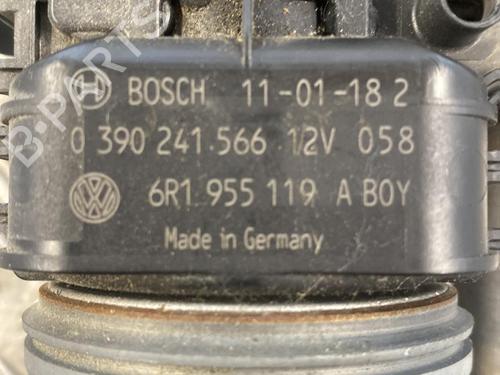 BOSCH 11-01-18 2
0 390 241 566 12V 058
6R1 955 119 A BOY
Made in Germany
B-PARTS